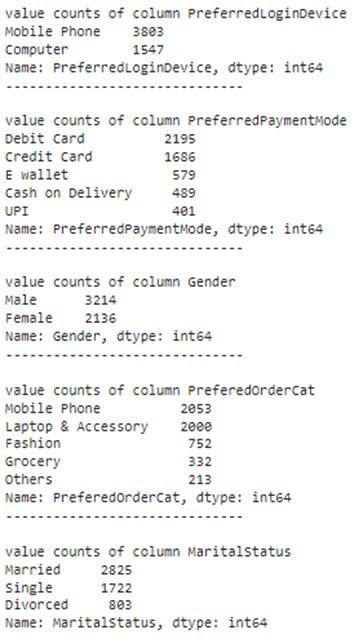 value counts of column PreferredLoginDevice
Mobile Phone    3803
Computer        1547
Name: PreferredLoginDevice, dtype: int64
------------------------------
value counts of column PreferredPaymentMode
Debit Card          2195
Credit Card         1686
E wallet             579
Cash on Delivery     489
UPI                  401
Name: PreferredPaymentMode, dtype: int64
------------------------------
value counts of column Gender
Male      3214
Female    2136
Name: Gender, dtype: int64
------------------------------
value counts of column PreferedOrderCat
Mobile Phone          2053
Laptop & Accessory    2000
Fashion                752
Grocery                332
Others                 213
Name: PreferedOrderCat, dtype: int64
------------------------------
value counts of column MaritalStatus
Married     2825
Single      1722
Divorced     803
Name: MaritalStatus, dtype: int64